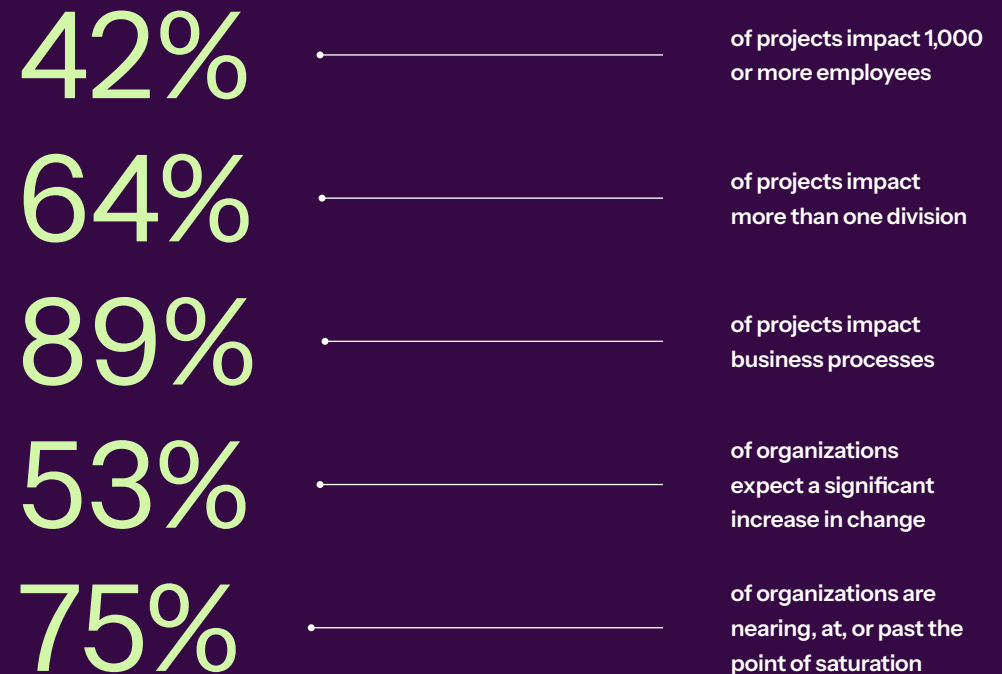 42%
of projects impact 1,000
or more employees
64%
of projects impact
more than one division
89%
of projects impact
business processes
53%
of organizations
expect a significant
increase in change
75%
of organizations are
nearing, at, or past the
point of saturation